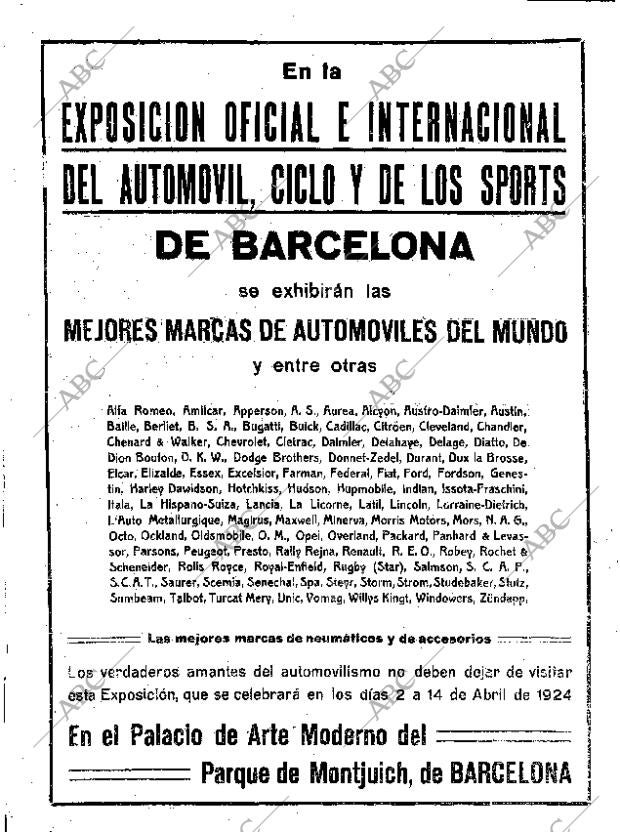 En la
EXPOSICION OFICIAL E INTERNACIONAL
DEL AUTOMOVIL, CICLO Y DE LOS SPORTS
DE BARCELONA
se exhibirán las
MEJORES MARCAS DE AUTOMOVILES DEL MUNDO
y entre otras
Alfa Romeo, Amilcar, Apperson, A. S., Aurea, Alcyon, Austro-Daimler, Austin,
Baille, Berliet, B. S. A., Bugatti, Buick, Cadillac, Citröen, Cleveland, Chandler,
Chenard & Walker, Chevrolet, Cletrac, Daimler, Delahaye, Delage, Diatto, De
Dion Bouton, D. K. W., Dodge Brothers, Donnet-Zedel, Durant, Dux la Brosse,
Elcar, Elizalde, Essex, Excelsior, Farman, Federal, Fiat, Ford, Fordson, Genes-
tin, Harley Dawidson, Hotchkiss, Hudson, Hupmobile, Indian, Issota-Fraschini,
Itala, La Hispano-Suiza, Lancia, La Licorne, Latil, Lincoln, Lorraine-Dietrich,
L'Auto Metallurgique, Magirus, Maxwell, Minerva, Morris Motors, Mors, N. A. G.,
Octo, Ockland, Oldsmobile, O. M., Opel, Overland, Packard, Panhard & Levas-
sor, Parsons, Peugeot, Presto, Rally Rejna, Renault, R. E. O., Robey, Rochet &
Scheneider, Rolls Royce, Royal-Enfield, Rugby (Star), Salmson, S. C. A. P.,
S.C.A.T., Saurer, Scemia, Senechal, Spa, Steyr, Storm, Strom, Studebaker, Stutz,
Sumbeam, Talbot, Turcat Mery, Unic, Vomag, Willys Kingt, Windowers, Zündapp,
Las mejores marcas de neumáticos y de accesorios
Los verdaderos amantes del automovilismo no deben dejar de visitar
esta Exposición, que se celebrará en los días 2 a 14 de Abril de 1924
En el Palacio de Arte Moderno del
Parque de Montjuich, de BARCELONA